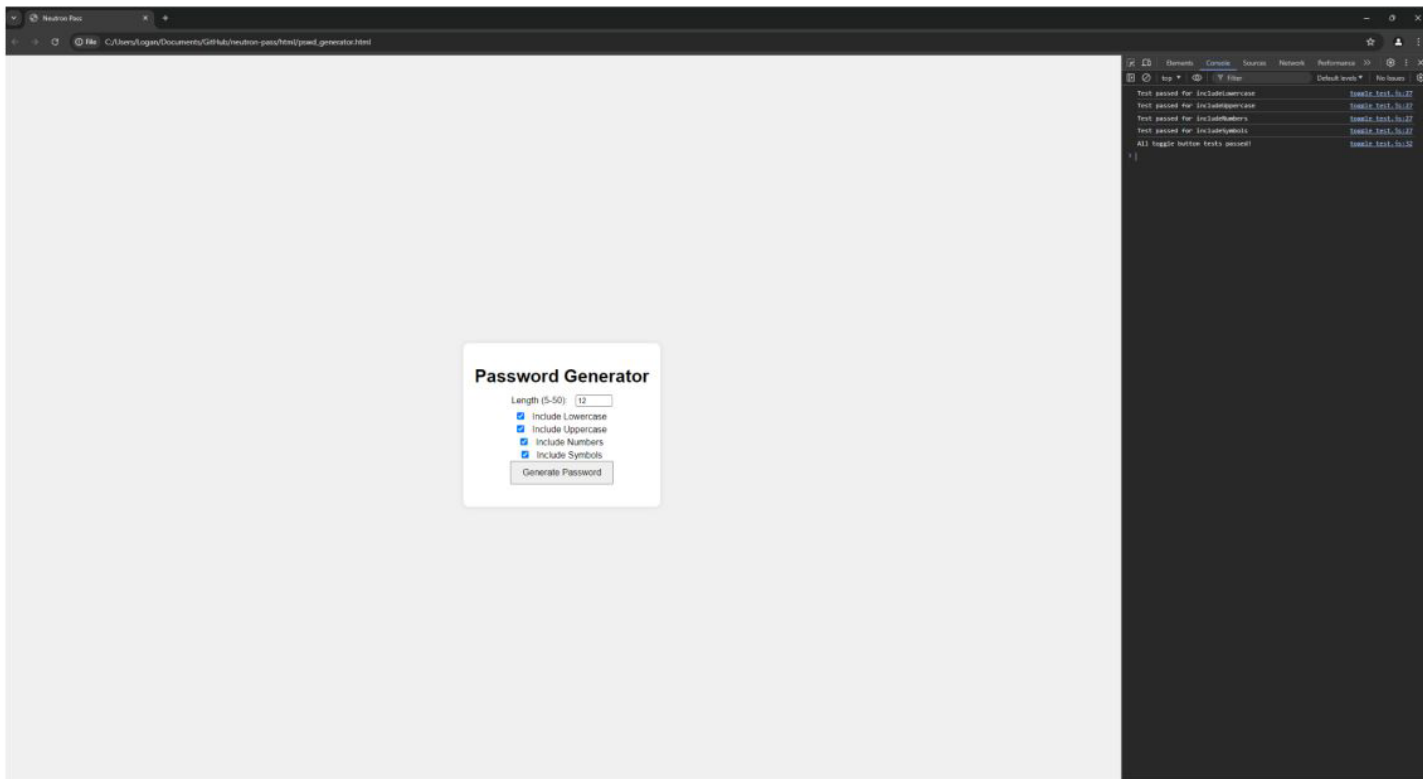 Neutron Pass
File C:/Users/Logan/Documents/GitHub/neutron-pass/html/pswd_generator.html
Elements Console Sources Network Performance
top Filter Default levels No Issues
Test passed for includeLowercase toggle_test.js:27
Test passed for includeUppercase toggle_test.js:27
Test passed for includeNumbers toggle_test.js:27
Test passed for includeSymbols toggle_test.js:27
All toggle button tests passed! toggle_test.js:32
Password Generator
Length (5-50): 12
Include Lowercase
Include Uppercase
Include Numbers
Include Symbols
Generate Password